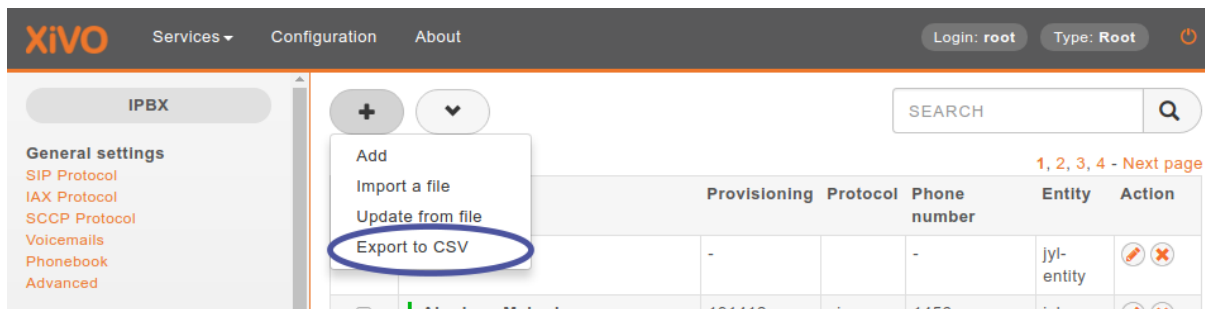 XiVO Services Configuration About Login: root Type: Root
IPBX
SEARCH
General settings
SIP Protocol
IAX Protocol
SCCP Protocol
Voicemails
Phonebook
Advanced
Add
Import a file
Update from file
Export to CSV
1, 2, 3, 4 - Next page
Provisioning Protocol Phone number Entity Action
- - jyl-entity